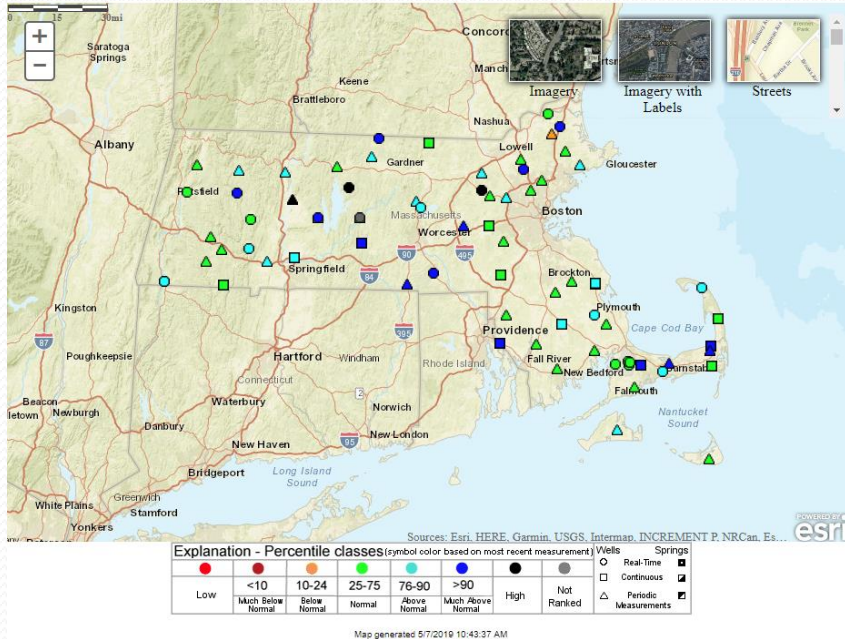 0 15 30mi
+
−
Saratoga
Springs
Albany
Keene
Brattleboro
Concor
Manch
Nashua
Lowell
Gloucester
Gardner
Imagery
Imagery with
Labels
Streets
Boston
Massachusetts
Worcester
90
495
Springfield
84
Brockton
Plymouth
Cape Cod Bay
Kingston
87
Poughkeepsie
Providence
395
Hartford
Windham
Rhode Island
Fall River
New Bedford
Barnstab
Falmouth
Connecticut
2
Waterbury
Norwich
Nantucket
Sound
Beacon
letown
Newburgh
Danbury
New Haven
New London
95
Bridgeport
Long Island
Sound
White Plains
Greenwich
Stamford
Yonkers
POWERED BY
esri
Sources: Esri, HERE, Garmin, USGS, Intermap, INCREMENT P, NRCan, Es...
Explanation - Percentile classes (symbol color based on most recent measurement)
Wells Springs
Low
<10
Much Below
Normal
10-24
Below
Normal
25-75
Normal
76-90
Above
Normal
>90
Much Above
Normal
High
Not
Ranked
Real-Time
Continuous
Periodic
Measurements
Map generated 5/7/2019 10:43:37 AM